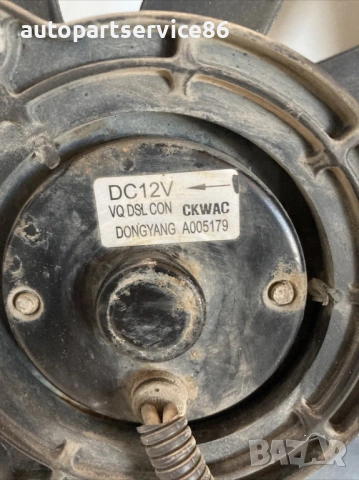 autopartservice86
DC12V
VQ DSL CON CKWAC
DONGYANG A005179
BAZAR